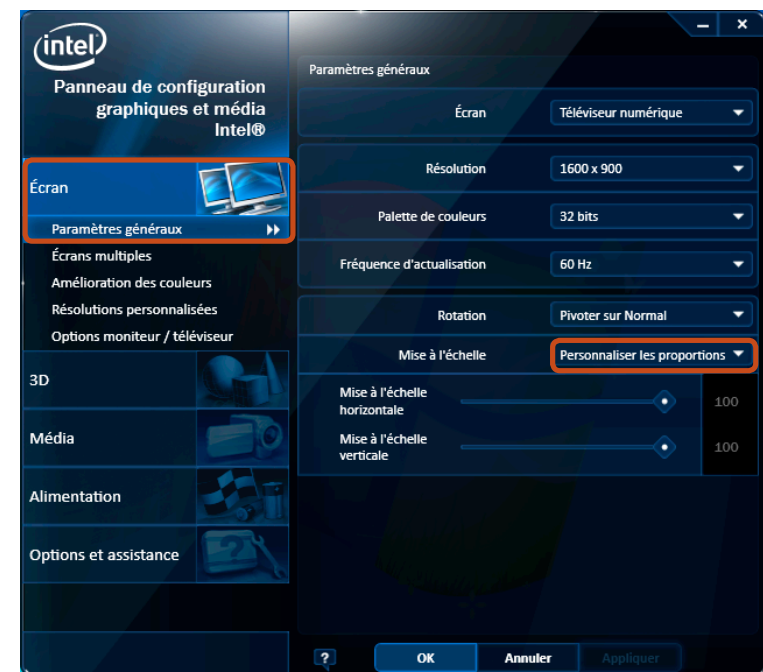 intel
Panneau de configuration
graphiques et média
Intel®
Écran
Paramètres généraux
Écrans multiples
Amélioration des couleurs
Résolutions personnalisées
Options moniteur / téléviseur
3D
Média
Alimentation
Options et assistance
Paramètres généraux
Écran Téléviseur numérique
Résolution 1600 x 900
Palette de couleurs 32 bits
Fréquence d'actualisation 60 Hz
Rotation Pivoter sur Normal
Mise à l'échelle Personnaliser les proportions
Mise à l'échelle
horizontale
100
Mise à l'échelle
verticale
100
? OK Annuler Appliquer